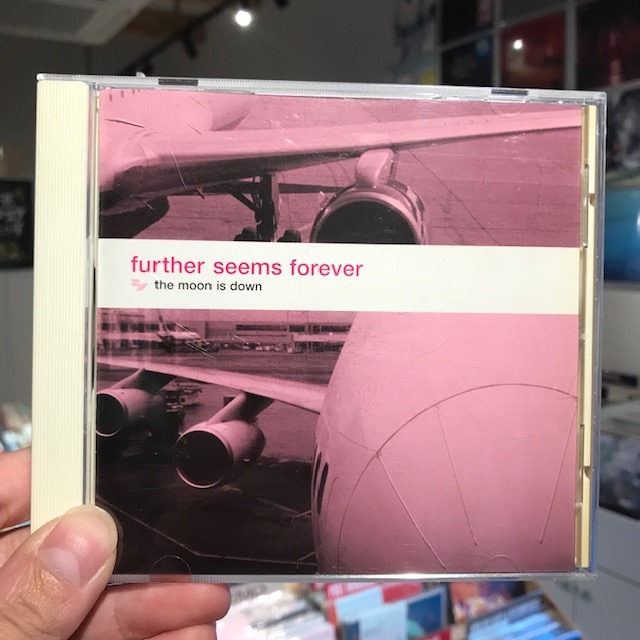 further seems forever
the moon is down